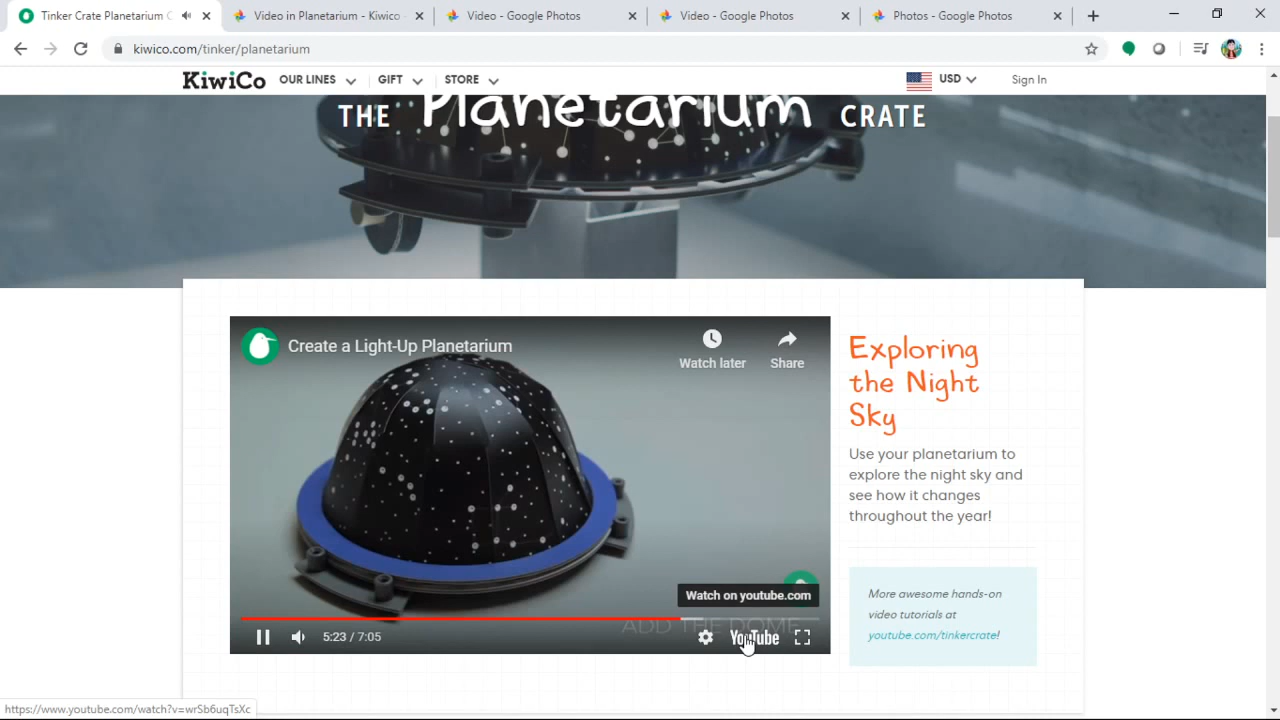 Tinker Crate Planetarium C
Video in Planetarium - Kiwico
Video - Google Photos
Video - Google Photos
Photos - Google Photos
kiwico.com/tinker/planetarium
KiwiCo
OUR LINES
GIFT
STORE
USD
Sign In
THE Planetarium CRATE
Create a Light-Up Planetarium
Watch later
Share
Watch on youtube.com
ADD THE DOME
5:23 / 7:05
YouTube
Exploring
the Night
Sky
Use your planetarium to
explore the night sky and
see how it changes
throughout the year!
More awesome hands-on
video tutorials at
youtube.com/tinkercrate!
https://www.youtube.com/watch?v=wrSb6uqTsXc